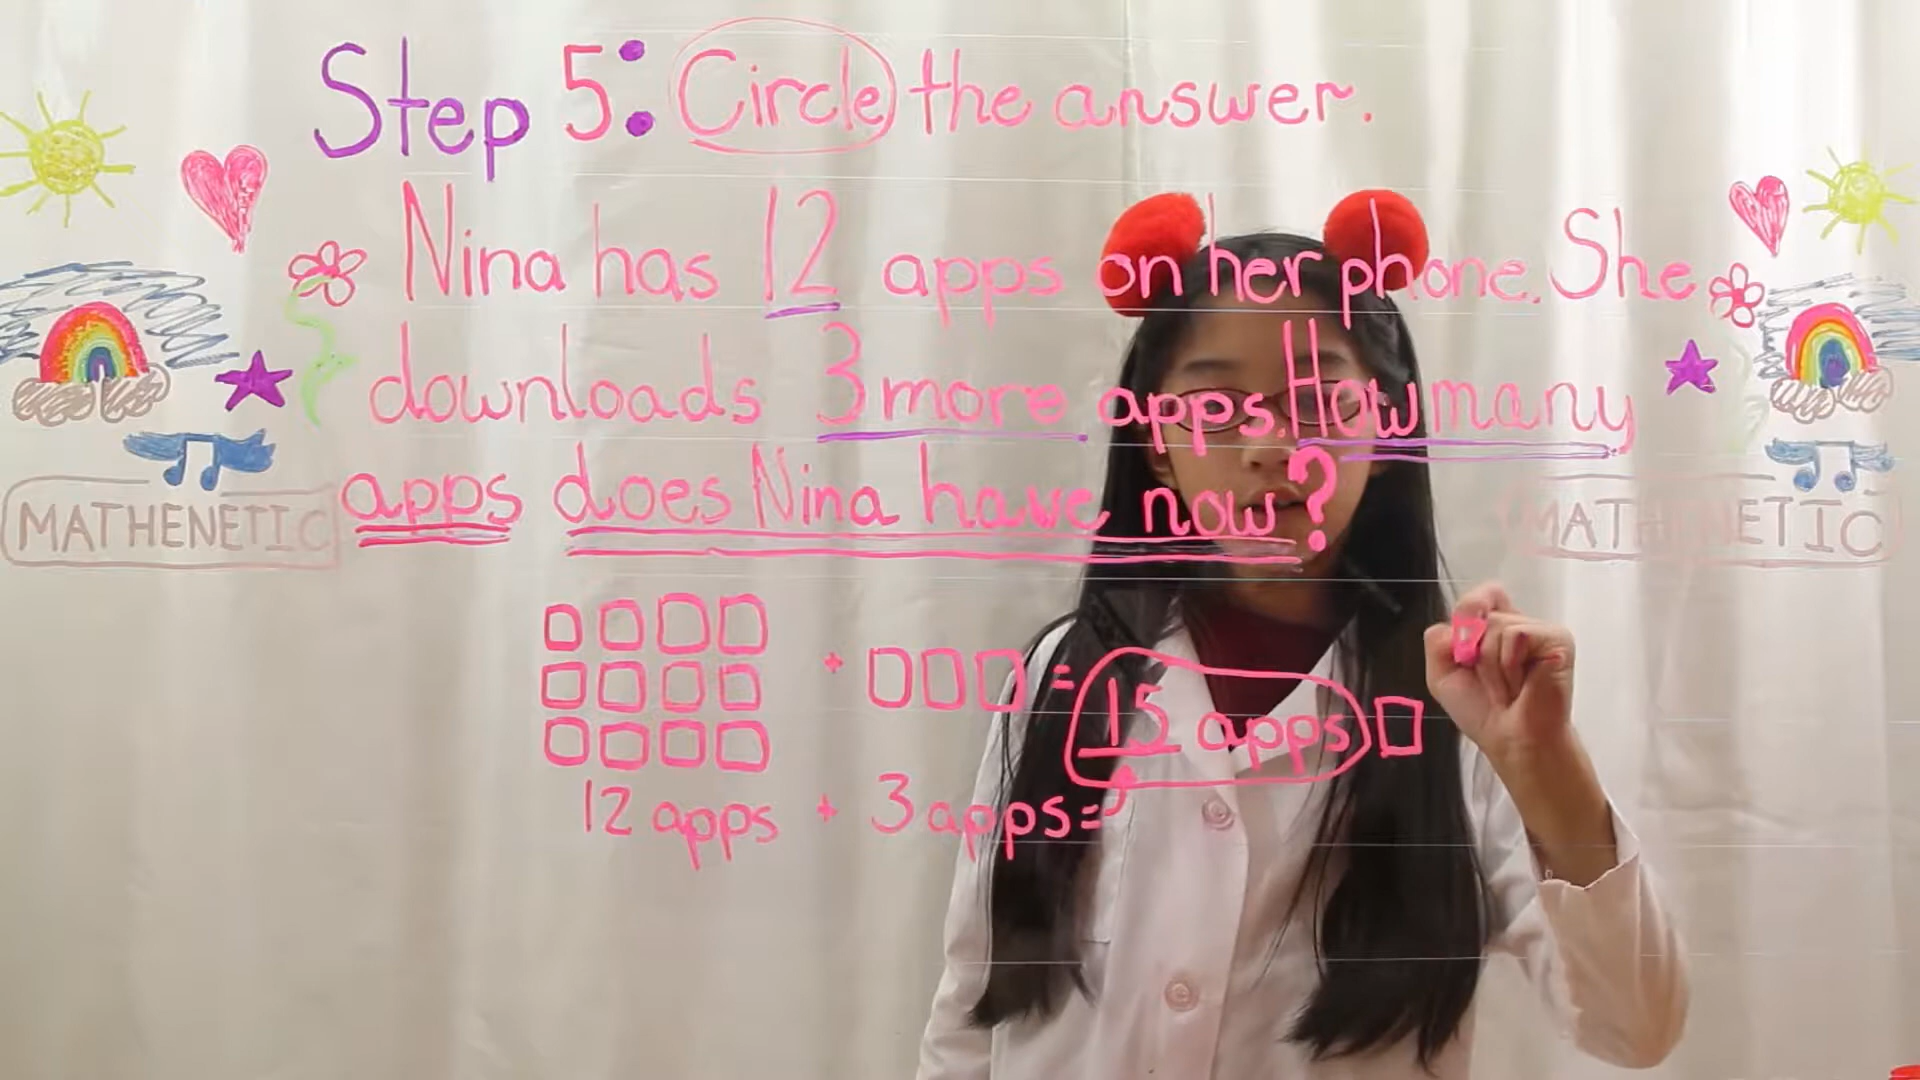 Step 5: Circle the answer.
Nina has 12 apps on her phone. She
downloads 3 more apps. How many
apps does Nina have now?
MATHENETIC
MATHENETIC
+ = 15 apps
12 apps + 3 apps =